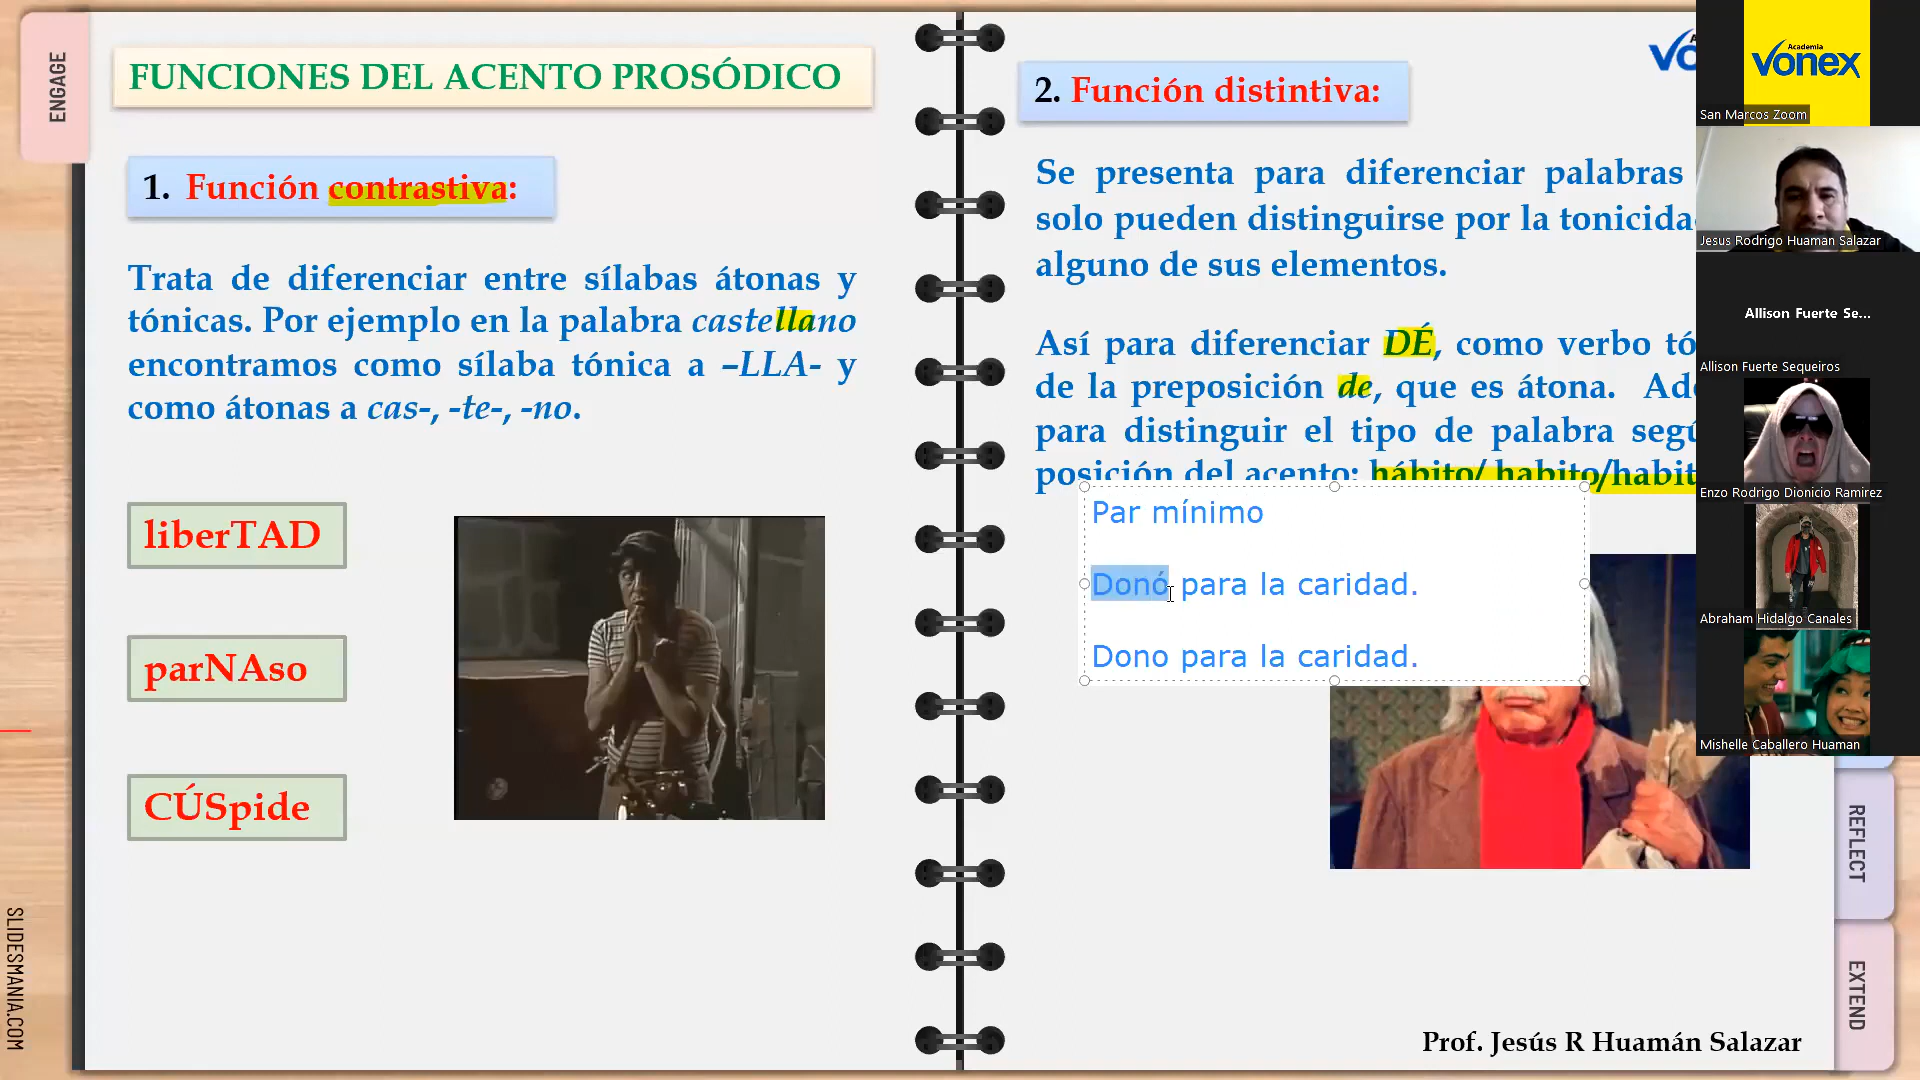 ENGAGE
FUNCIONES DEL ACENTO PROSÓDICO
1. Función contrastiva:
Trata de diferenciar entre sílabas átonas y
tónicas. Por ejemplo en la palabra castellano
encontramos como sílaba tónica a –LLA- y
como átonas a cas-, -te-, -no.
liberTAD
parNAso
CÚSpide
SLIDESMANIA.COM
2. Función distintiva:
Se presenta para diferenciar palabras
solo pueden distinguirse por la
alguno de sus elementos.
Así para diferenciar DÉ, como verbo
de la preposición de, que es átona.
para distinguir el tipo de palabra
posición del acento: hábito/ habito/
Par mínimo
Donó para la caridad.
Dono para la caridad.
Prof. Jesús R Huamán Salazar
REFLECT
EXTEND
Academia
vonex
San Marcos Zoom
Jesus Rodrigo Huaman Salazar
Allison Fuerte Se...
Allison Fuerte Sequeiros
Enzo Rodrigo Dionicio Ramirez
Abraham Hidalgo Canales
Mishelle Caballero Huaman